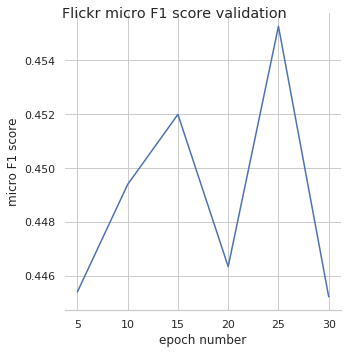 Flickr micro F1 score validation
micro F1 score
0.454
0.452
0.450
0.448
0.446
5 10 15 20 25 30
epoch number